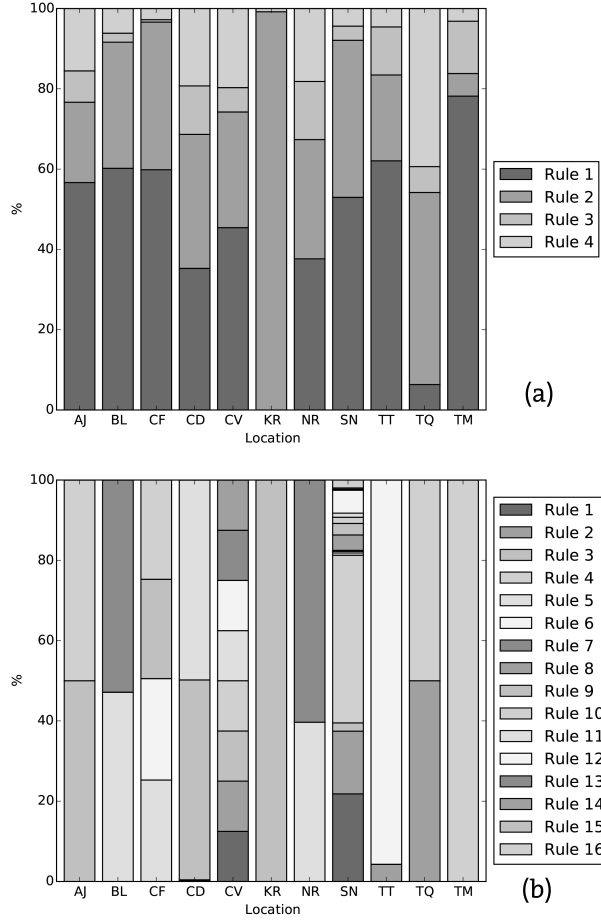 100
80
60
40
20
0
%
AJ BL CF CD CV KR NR SN TT TQ TM
Location
Rule 1
Rule 2
Rule 3
Rule 4
(a)
100
80
60
40
20
0
%
AJ BL CF CD CV KR NR SN TT TQ TM
Location
Rule 1
Rule 2
Rule 3
Rule 4
Rule 5
Rule 6
Rule 7
Rule 8
Rule 9
Rule 10
Rule 11
Rule 12
Rule 13
Rule 14
Rule 15
Rule 16
(b)